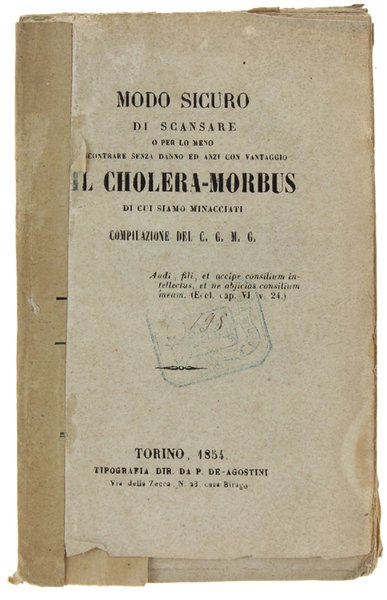 MODO SICURO
DI SCANSARE
O PER LO MENO
CONTRARE SENZA DANNO ED ANZI CON VANTAGGIO
IL CHOLERA-MORBUS
DI CUI SIAMO MINACCIATI
COMPILAZIONE DEL C. G. M. G.
Audi, fili, et accipe consilium in-
tellectus, et ne abjicias consilium
meum. (Eccl. cap. VI. v. 24.)
TORINO, 1854.
TIPOGRAFIA DIR. DA P. DE-AGOSTINI
Via della Zecca, N. 23, casa Birago